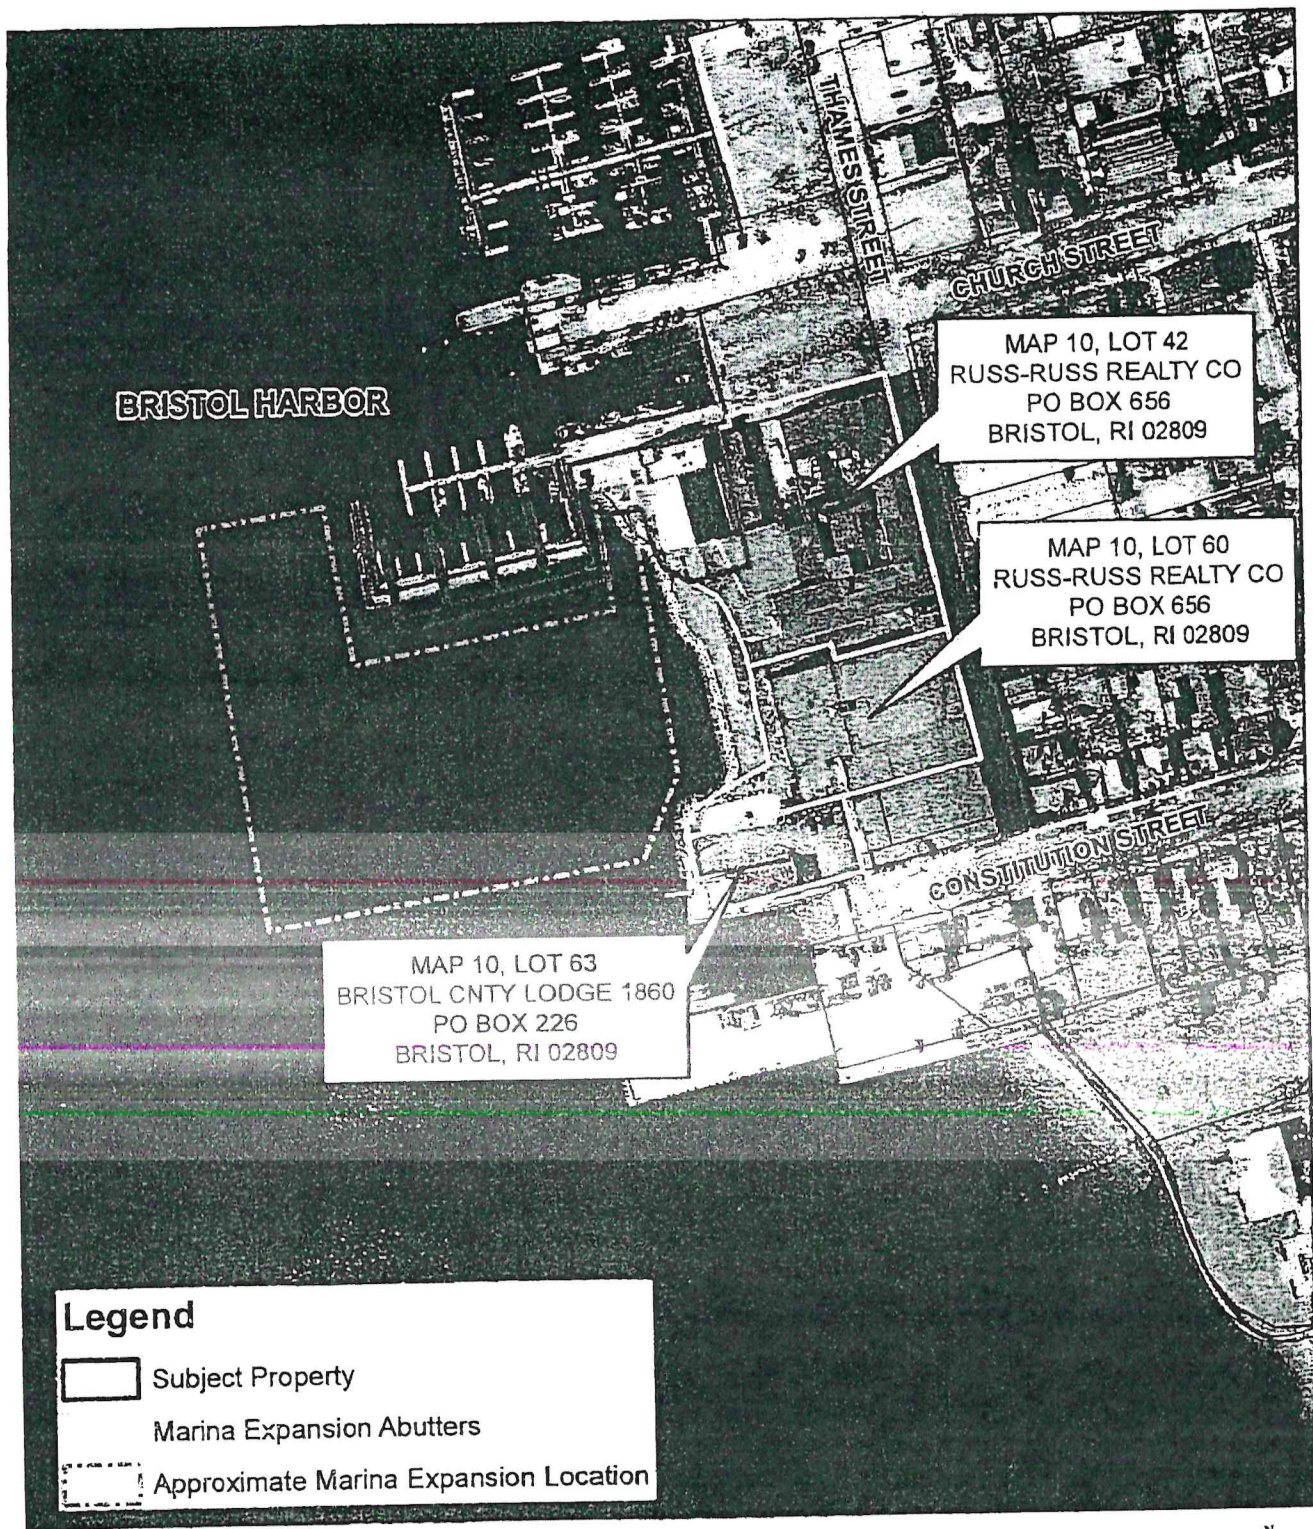 THAMES STREET
CHURCH STREET
MAP 10, LOT 42
RUSS-RUSS REALTY CO
PO BOX 656
BRISTOL, RI 02809
BRISTOL HARBOR
MAP 10, LOT 60
RUSS-RUSS REALTY CO
PO BOX 656
BRISTOL, RI 02809
CONSTITUTION STREET
MAP 10, LOT 63
BRISTOL CNTY LODGE 1860
PO BOX 226
BRISTOL, RI 02809
Legend
Subject Property
Marina Expansion Abutters
Approximate Marina Expansion Location
N